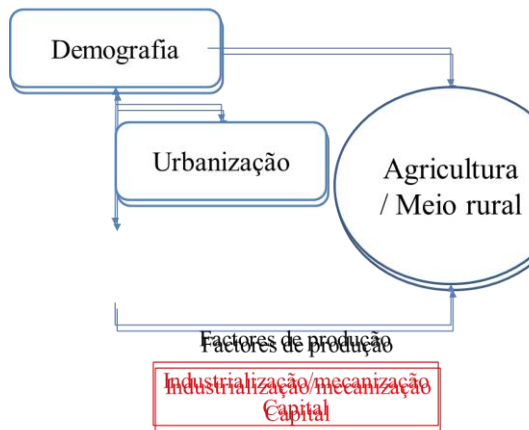 Demografia
Urbanização
Agricultura
/ Meio rural
Factores de produção
Industrialização/mecanização
Capital